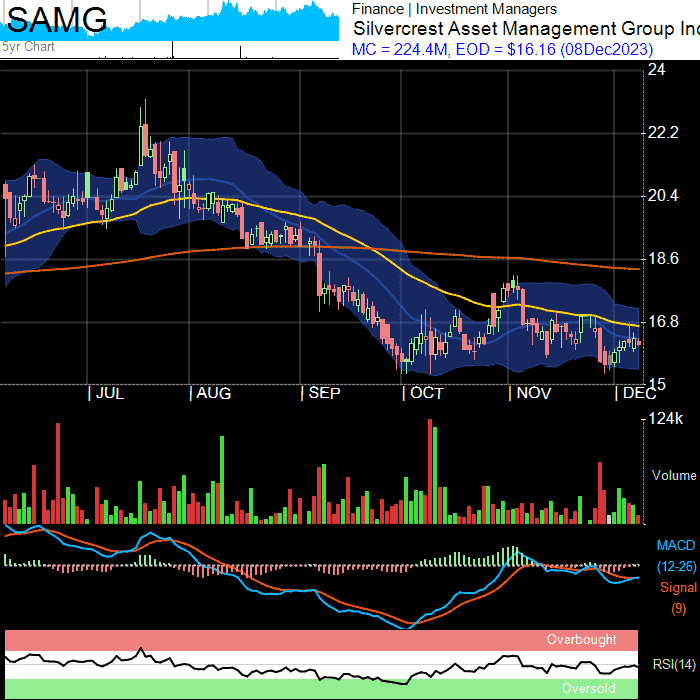 SAMG
5yr Chart
Finance | Investment Managers
Silvercrest Asset Management Group Inc
MC = 224.4M, EOD = $16.16 (08Dec2023)
24
22.2
20.4
18.6
16.8
15
| JUL | AUG | SEP | OCT | NOV | DEC
124k
Volume
MACD
(12-26)
Signal
(9)
Overbought
RSI(14)
Oversold